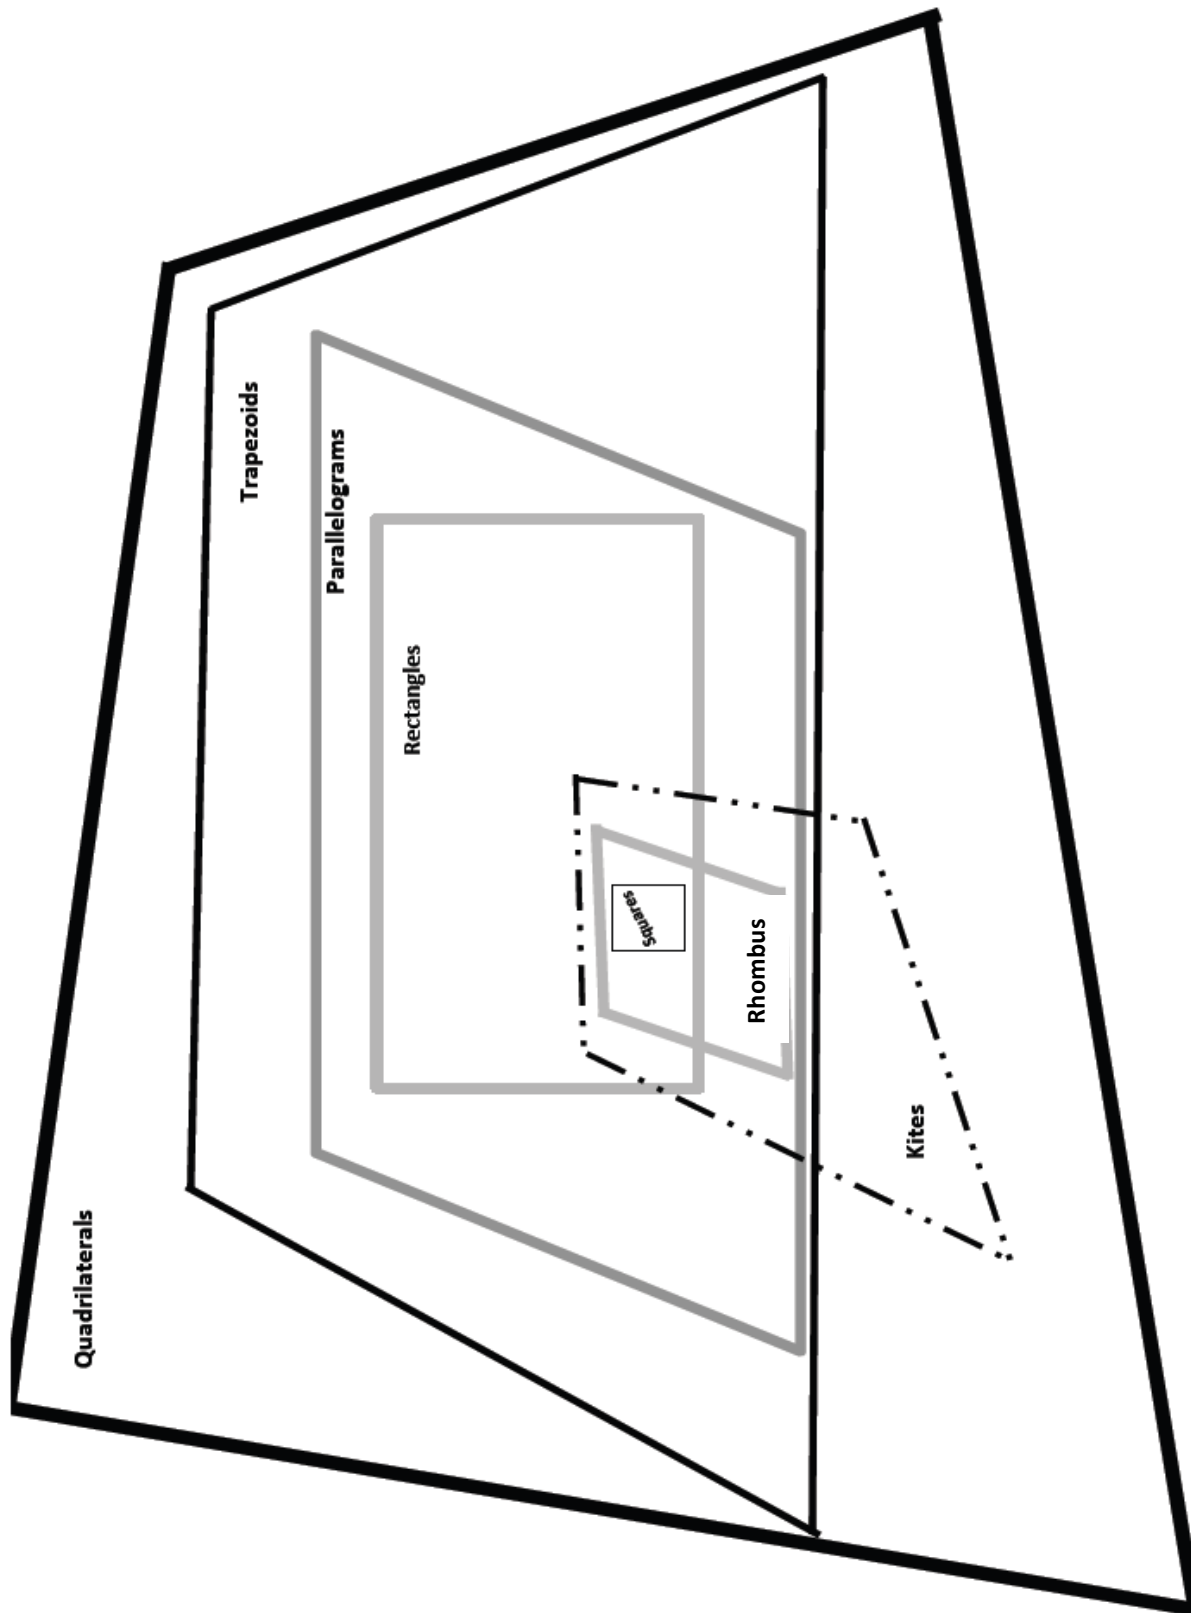 Quadrilaterals
Trapezoids
Parallelograms
Rectangles
Squares
Rhombus
Kites